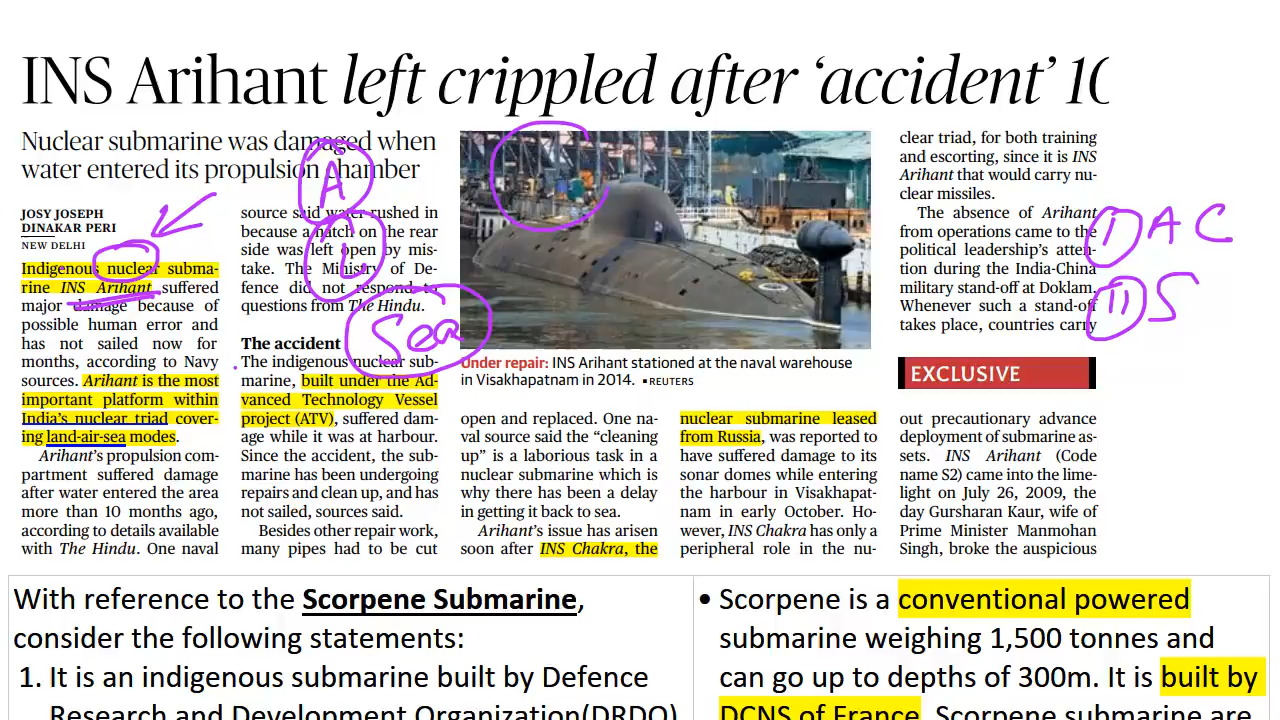 INS Arihant left crippled after ‘accident’ 10
Nuclear submarine was damaged when
water entered its propulsion chamber
JOSY JOSEPH
DINAKAR PERI
NEW DELHI
Indigenous nuclear subma-
rine INS Arihant suffered
major damage because of
possible human error and
has not sailed now for
months, according to Navy
sources. Arihant is the most
important platform within
India’s nuclear triad cover-
ing land-air-sea modes.
Arihant’s propulsion com-
partment suffered damage
after water entered the area
more than 10 months ago,
according to details available
with The Hindu. One naval
source said water rushed in
because a hatch on the rear
side was left open by mis-
take. The Ministry of De-
fence did not respond to
questions from The Hindu.
The accident
The indigenous nuclear sub-
marine, built under the Ad-
vanced Technology Vessel
project (ATV), suffered dam-
age while it was at harbour.
Since the accident, the sub-
marine has been undergoing
repairs and clean up, and has
not sailed, sources said.
Besides other repair work,
many pipes had to be cut
A
L
Sea
Under repair: INS Arihant stationed at the naval warehouse
in Visakhapatnam in 2014. ▪ REUTERS
open and replaced. One na-
val source said the “cleaning
up” is a laborious task in a
nuclear submarine which is
why there has been a delay
in getting it back to sea.
Arihant’s issue has arisen
soon after INS Chakra, the
nuclear submarine leased
from Russia, was reported to
have suffered damage to its
sonar domes while entering
the harbour in Visakhapat-
nam in early October. How-
ever, INS Chakra has only a
peripheral role in the nu-
clear triad, for both training
and escorting, since it is INS
Arihant that would carry nu-
clear missiles.
The absence of Arihant
from operations came to the
political leadership’s atten-
tion during the India-China
military stand-off at Doklam.
Whenever such a stand-off
takes place, countries carry
I AC
II S
EXCLUSIVE
out precautionary advance
deployment of submarine as-
sets. INS Arihant (Code
name S2) came into the lime-
light on July 26, 2009, the
day Gursharan Kaur, wife of
Prime Minister Manmohan
Singh, broke the auspicious
With reference to the Scorpene Submarine,
consider the following statements:
1. It is an indigenous submarine built by Defence
Research and Development Organization(DRDO)
• Scorpene is a conventional powered
submarine weighing 1,500 tonnes and
can go up to depths of 300m. It is built by
DCNS of France. Scorpene submarine are